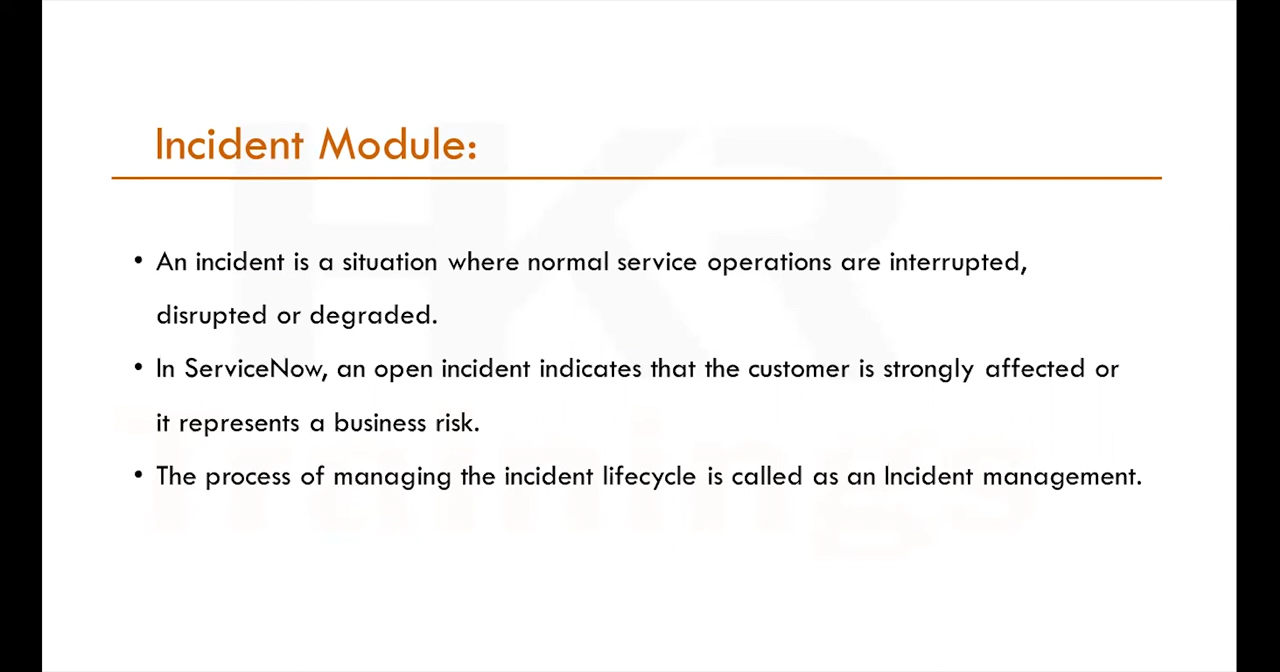 Incident Module:
• An incident is a situation where normal service operations are interrupted,
disrupted or degraded.
• In ServiceNow, an open incident indicates that the customer is strongly affected or
it represents a business risk.
• The process of managing the incident lifecycle is called as an Incident management.
HKR
Trainings